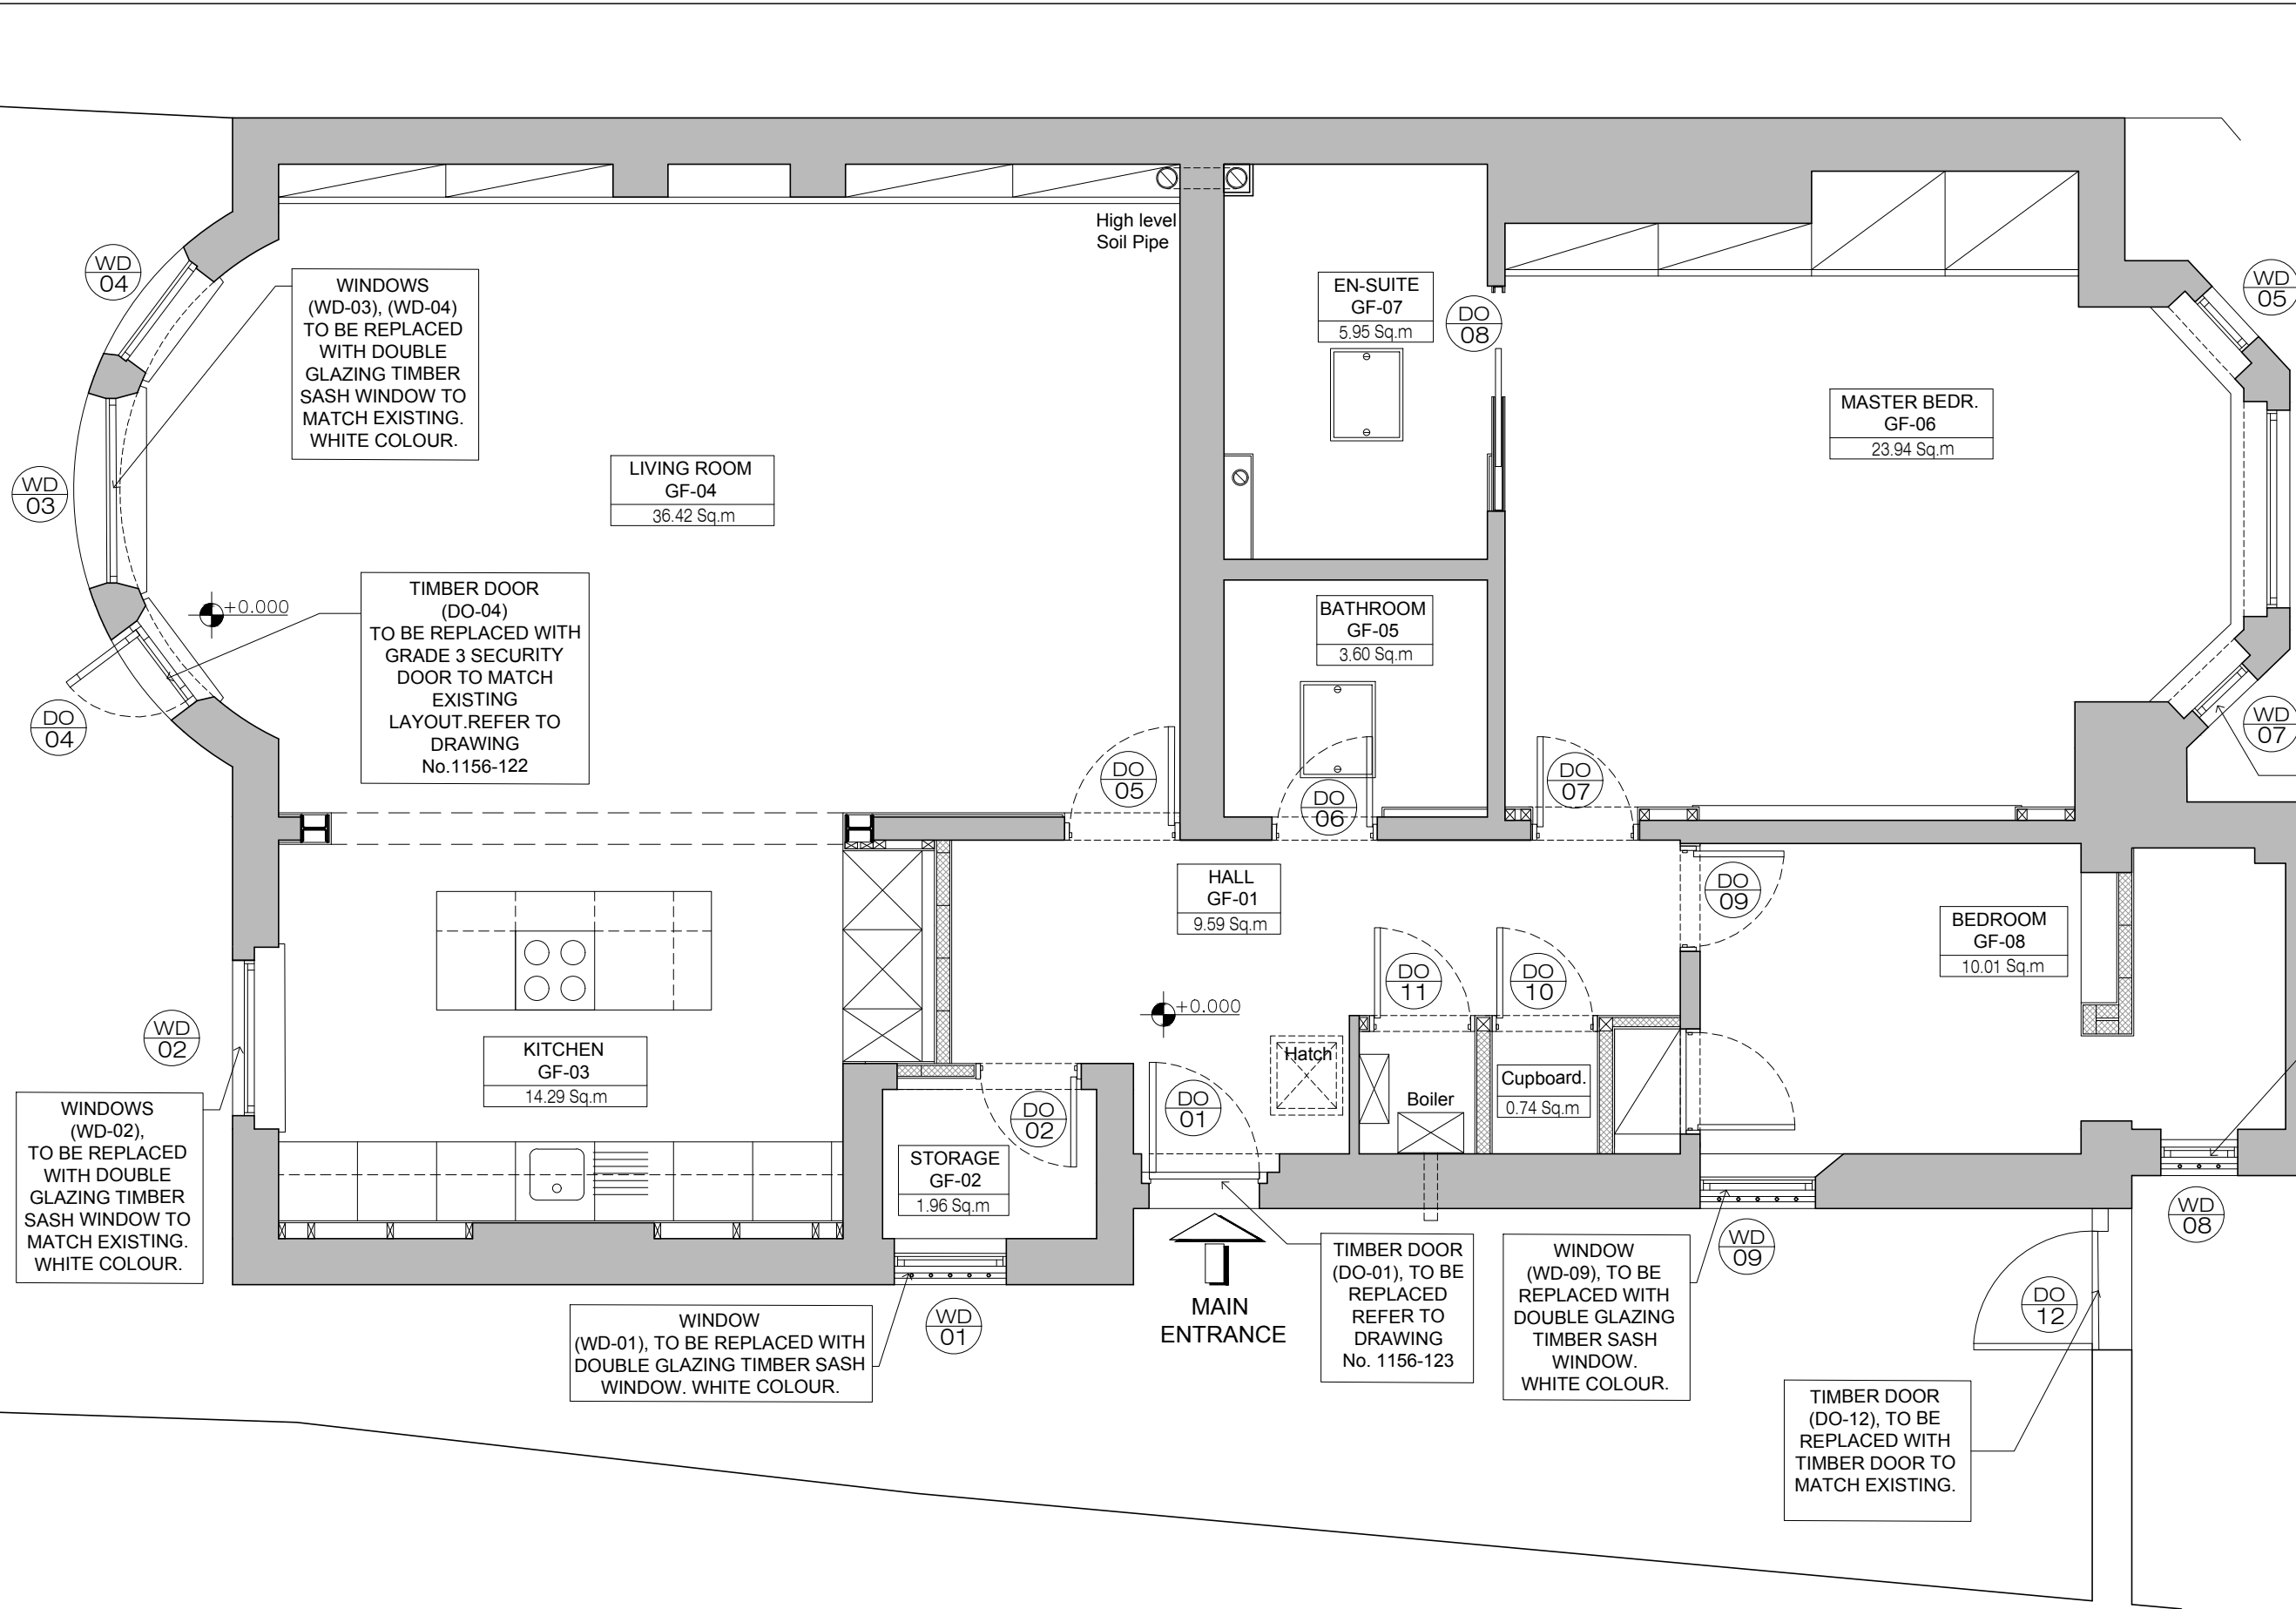 High level
Soil Pipe
WD
04
WINDOWS
(WD-03), (WD-04)
TO BE REPLACED
WITH DOUBLE
GLAZING TIMBER
SASH WINDOW TO
MATCH EXISTING.
WHITE COLOUR.
EN-SUITE
GF-07
5.95 Sq.m
DO
08
WD
05
MASTER BEDR.
GF-06
23.94 Sq.m
WD
03
LIVING ROOM
GF-04
36.42 Sq.m
+0.000
TIMBER DOOR
(DO-04)
TO BE REPLACED WITH
GRADE 3 SECURITY
DOOR TO MATCH
EXISTING
LAYOUT.REFER TO
DRAWING
No.1156-122
BATHROOM
GF-05
3.60 Sq.m
DO
04
WD
07
DO
05
DO
06
DO
07
HALL
GF-01
9.59 Sq.m
DO
09
BEDROOM
GF-08
10.01 Sq.m
DO
11
DO
10
+0.000
WD
02
KITCHEN
GF-03
14.29 Sq.m
Hatch
Boiler
Cupboard.
0.74 Sq.m
DO
02
DO
01
WINDOWS
(WD-02),
TO BE REPLACED
WITH DOUBLE
GLAZING TIMBER
SASH WINDOW TO
MATCH EXISTING.
WHITE COLOUR.
STORAGE
GF-02
1.96 Sq.m
WD
08
WD
09
WD
01
MAIN
ENTRANCE
TIMBER DOOR
(DO-01), TO BE
REPLACED
REFER TO
DRAWING
No. 1156-123
WINDOW
(WD-09), TO BE
REPLACED WITH
DOUBLE GLAZING
TIMBER SASH
WINDOW.
WHITE COLOUR.
DO
12
WINDOW
(WD-01), TO BE REPLACED WITH
DOUBLE GLAZING TIMBER SASH
WINDOW. WHITE COLOUR.
TIMBER DOOR
(DO-12), TO BE
REPLACED WITH
TIMBER DOOR TO
MATCH EXISTING.